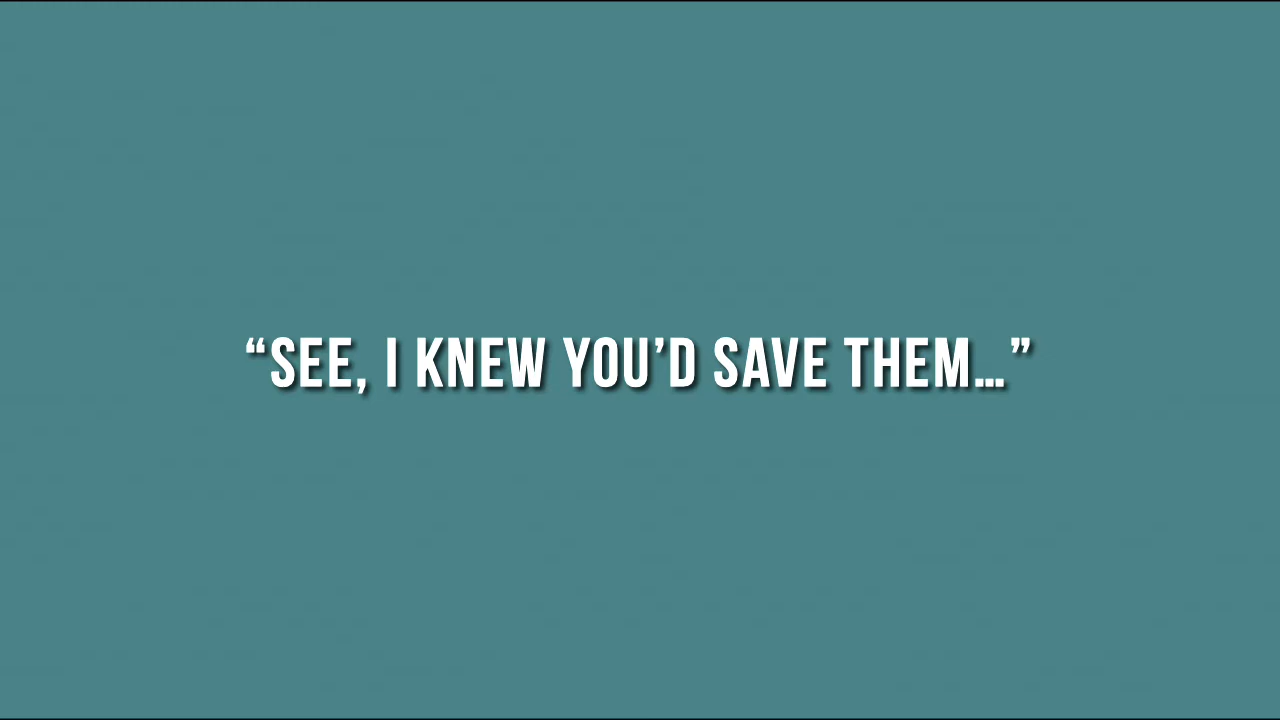 “SEE, I KNEW YOU’D SAVE THEM…”